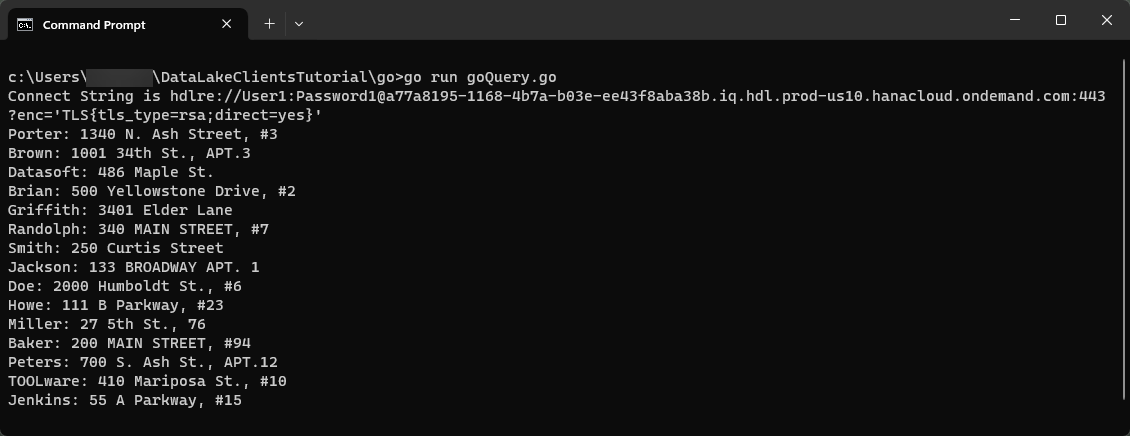 Command Prompt
c:\Users\ \DataLakeClientsTutorial\go>go run goQuery.go
Connect String is hdlre://User1:Password1@a77a8195-1168-4b7a-b03e-ee43f8aba38b.iq.hdl.prod-us10.hanacloud.ondemand.com:443
?enc='TLS{tls_type=rsa;direct=yes}'
Porter: 1340 N. Ash Street, #3
Brown: 1001 34th St., APT.3
Datasoft: 486 Maple St.
Brian: 500 Yellowstone Drive, #2
Griffith: 3401 Elder Lane
Randolph: 340 MAIN STREET, #7
Smith: 250 Curtis Street
Jackson: 133 BROADWAY APT. 1
Doe: 2000 Humboldt St., #6
Howe: 111 B Parkway, #23
Miller: 27 5th St., 76
Baker: 200 MAIN STREET, #94
Peters: 700 S. Ash St., APT.12
TOOLware: 410 Mariposa St., #10
Jenkins: 55 A Parkway, #15